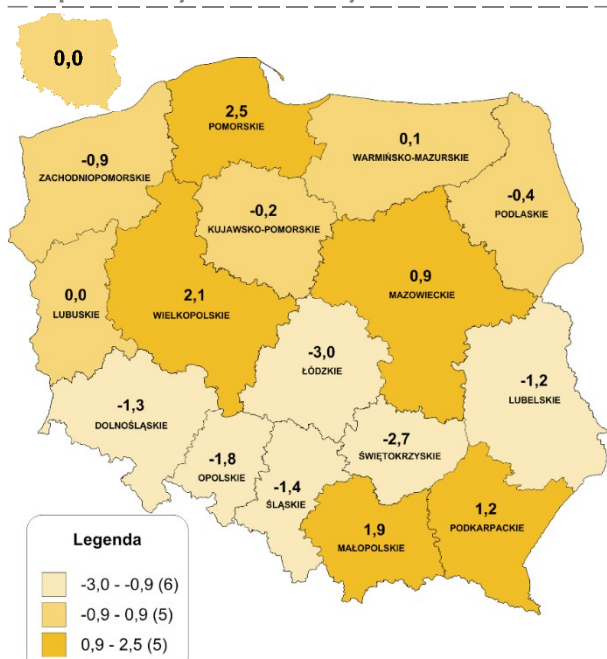 0,0
2,5
POMORSKIE
0,1
WARMIŃSKO-MAZURSKIE
-0,9
ZACHODNIOPOMORSKIE
-0,4
PODLASKIE
-0,2
KUJAWSKO-POMORSKIE
0,9
MAZOWIECKIE
0,0
LUBUSKIE
2,1
WIELKOPOLSKIE
-3,0
ŁÓDZKIE
-1,2
LUBELSKIE
-1,3
DOLNOŚLĄSKIE
-2,7
ŚWIĘTOKRZYSKIE
-1,8
OPOLSKIE
-1,4
ŚLĄSKIE
1,2
PODKARPACKIE
1,9
MAŁOPOLSKIE
Legenda
-3,0 - -0,9 (6)
-0,9 - 0,9 (5)
0,9 - 2,5 (5)